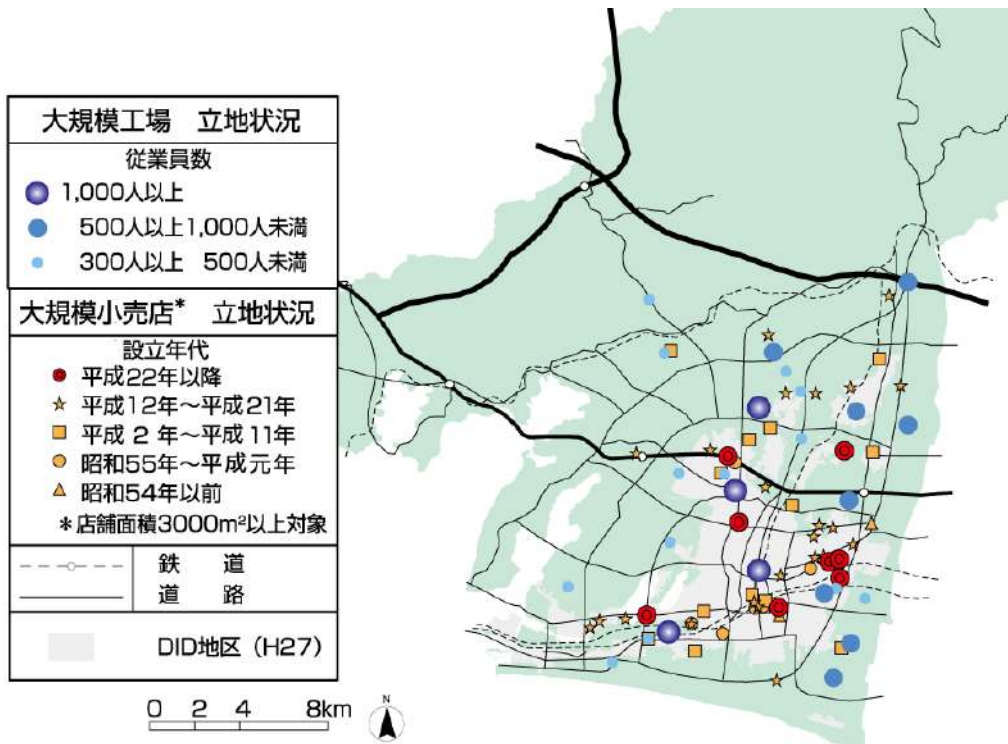 大規模工場 立地状況
従業員数
1,000人以上
500人以上1,000人未満
300人以上 500人未満
大規模小売店* 立地状況
設立年代
平成22年以降
平成12年～平成21年
平成 2 年～平成11年
昭和55年～平成元年
昭和54年以前
*店舗面積3000m²以上対象
鉄 道
道 路
DID地区（H27）
0 2 4 8km
N